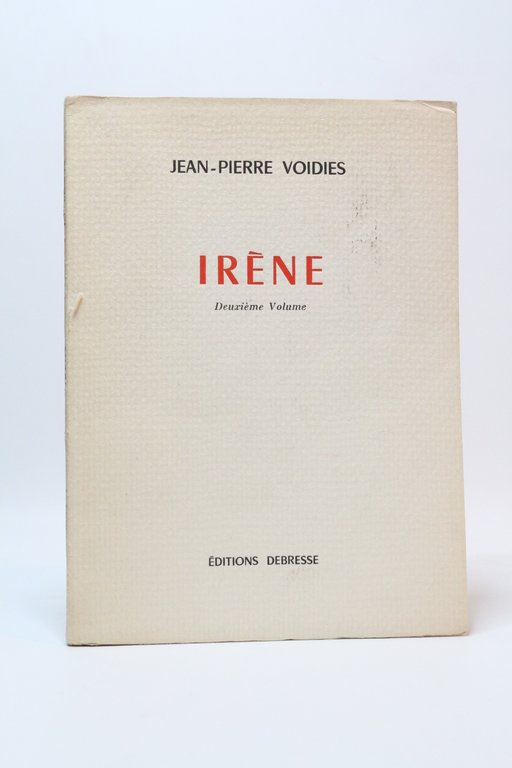 JEAN-PIERRE VOIDIES
IRÈNE
Deuxième Volume
ÉDITIONS DEBRESSE